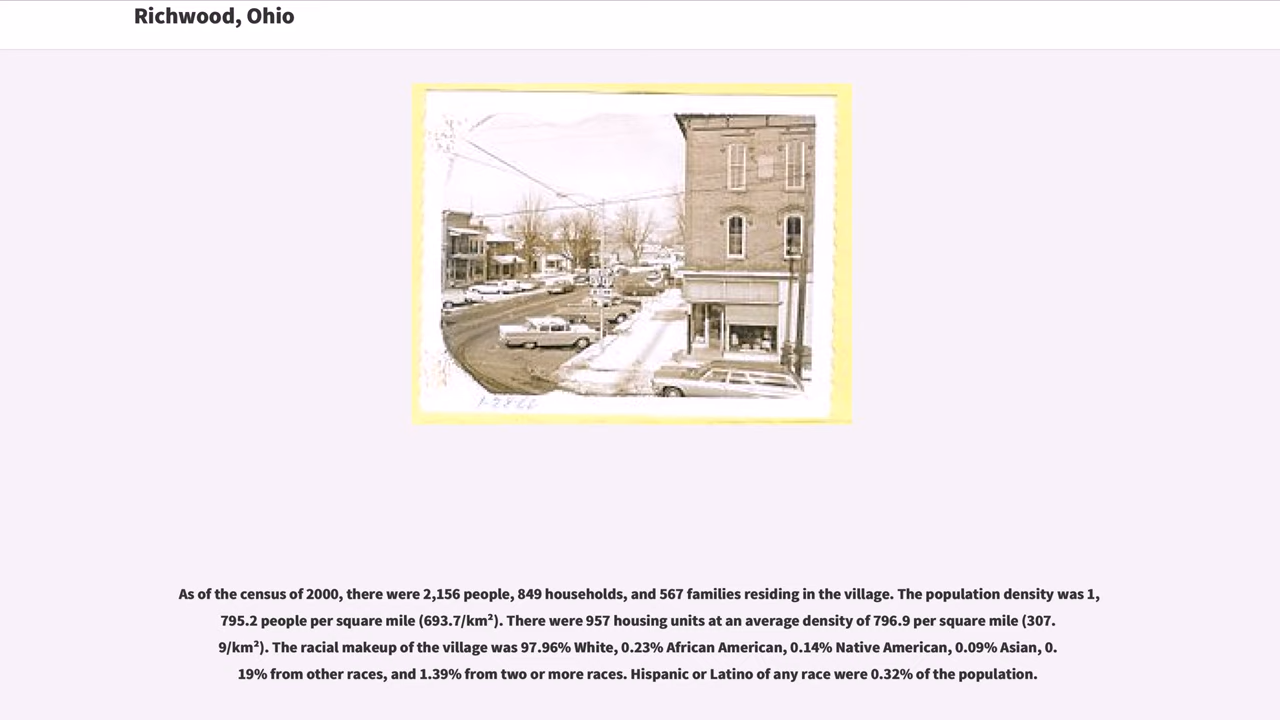 Richwood, Ohio
As of the census of 2000, there were 2,156 people, 849 households, and 567 families residing in the village. The population density was 1,
795.2 people per square mile (693.7/km²). There were 957 housing units at an average density of 796.9 per square mile (307.
9/km²). The racial makeup of the village was 97.96% White, 0.23% African American, 0.14% Native American, 0.09% Asian, 0.
19% from other races, and 1.39% from two or more races. Hispanic or Latino of any race were 0.32% of the population.